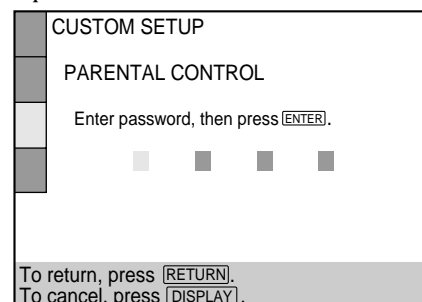 CUSTOM SETUP
PARENTAL CONTROL
Enter password, then press ENTER.
To return, press RETURN.
To cancel, press DISPLAY.